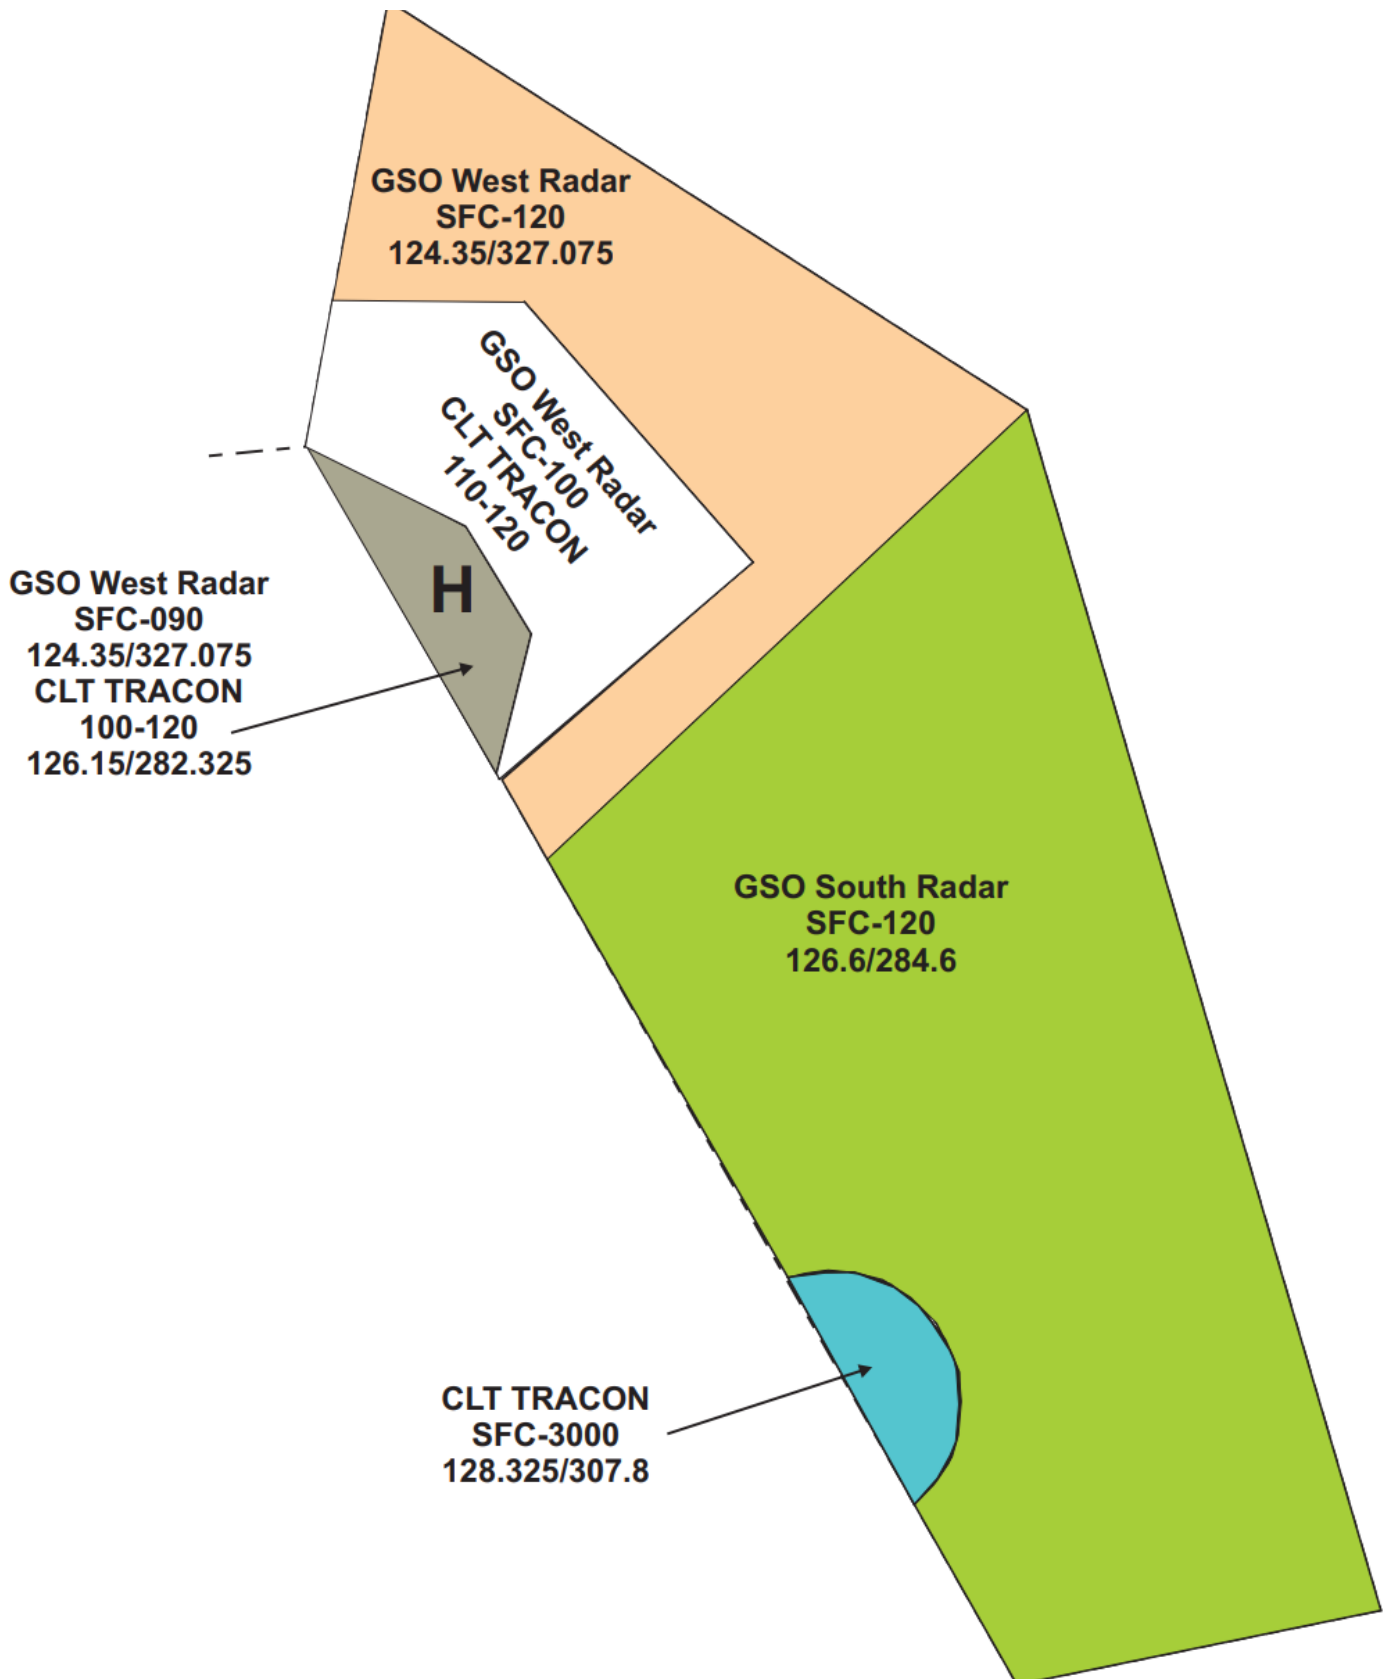 GSO West Radar
SFC-120
124.35/327.075
GSO West Radar
SFC-100
CLT TRACON
110-120
H
GSO West Radar
SFC-090
124.35/327.075
CLT TRACON
100-120
126.15/282.325
GSO South Radar
SFC-120
126.6/284.6
CLT TRACON
SFC-3000
128.325/307.8